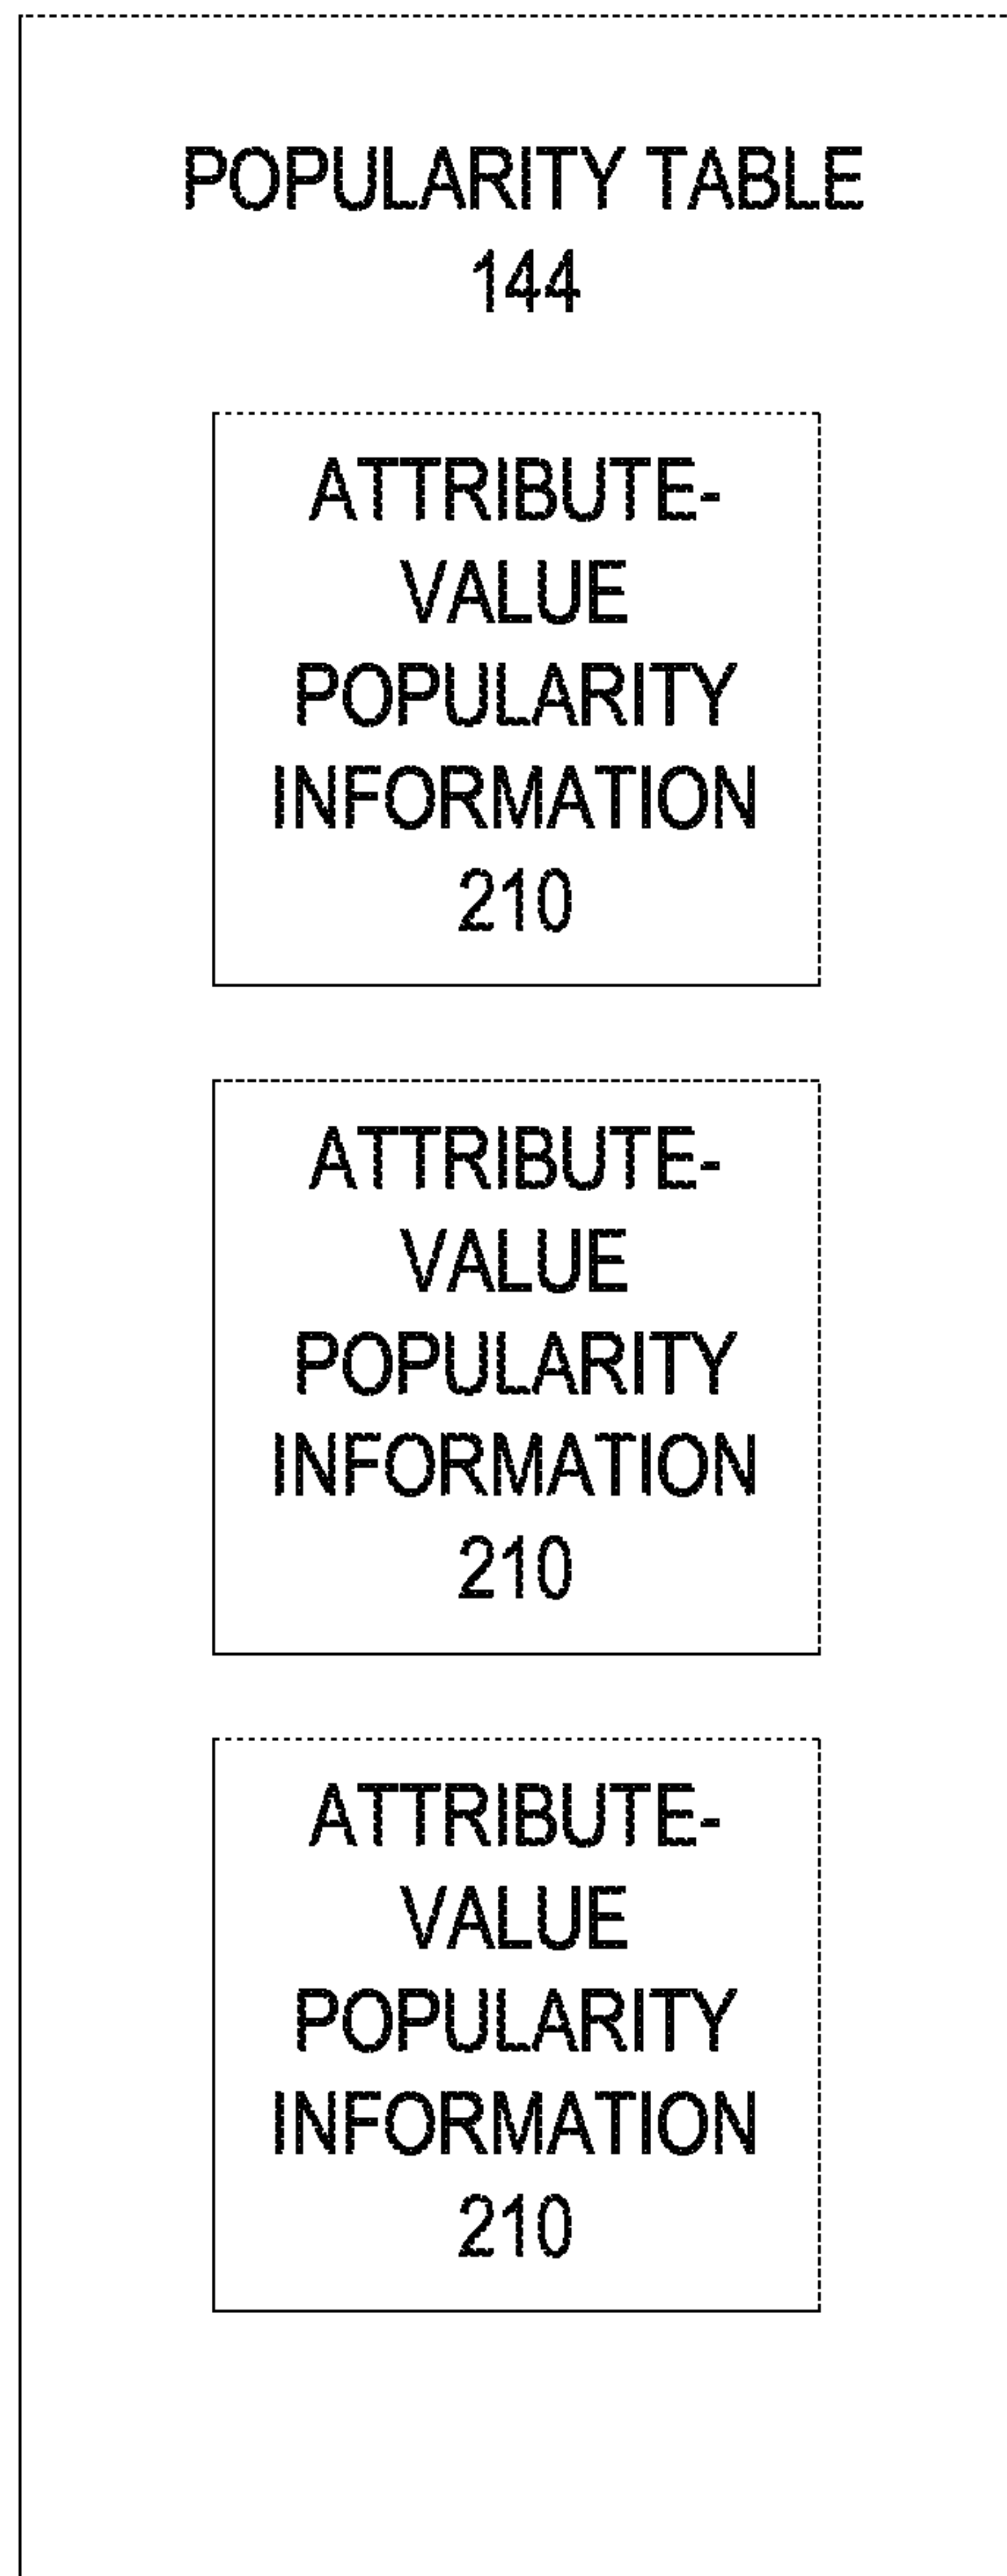 POPULARITY TABLE
144
ATTRIBUTE-
VALUE
POPULARITY
INFORMATION
210
ATTRIBUTE-
VALUE
POPULARITY
INFORMATION
210
ATTRIBUTE-
VALUE
POPULARITY
INFORMATION
210